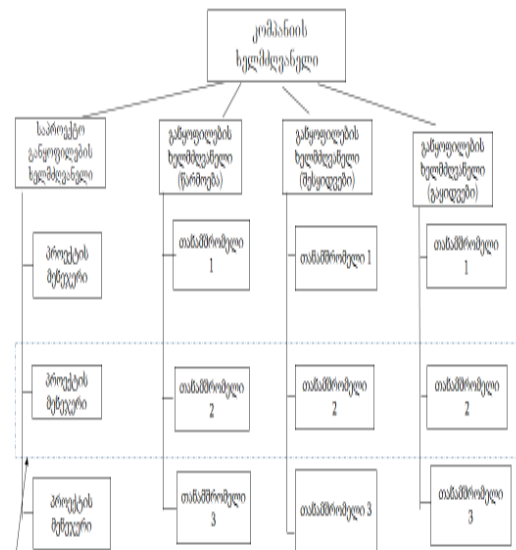 კომპანიის
ხელმძღვანელი
საპროექტო
განყოფილების
ხელმძღვანელი
განყოფილების
ხელმძღვანელი
(წარმოება)
განყოფილების
ხელმძღვანელი
(შესყიდვები)
განყოფილების
ხელმძღვანელი
(გაყიდვები)
პროექტის
მენეჯერი
თანამშრომელი
1
თანამშრომელი 1
თანამშრომელი
1
პროექტის
მენეჯერი
თანამშრომელი
2
თანამშრომელი
2
თანამშრომელი
2
პროექტის
მენეჯერი
თანამშრომელი
3
თანამშრომელი 3
თანამშრომელი
3